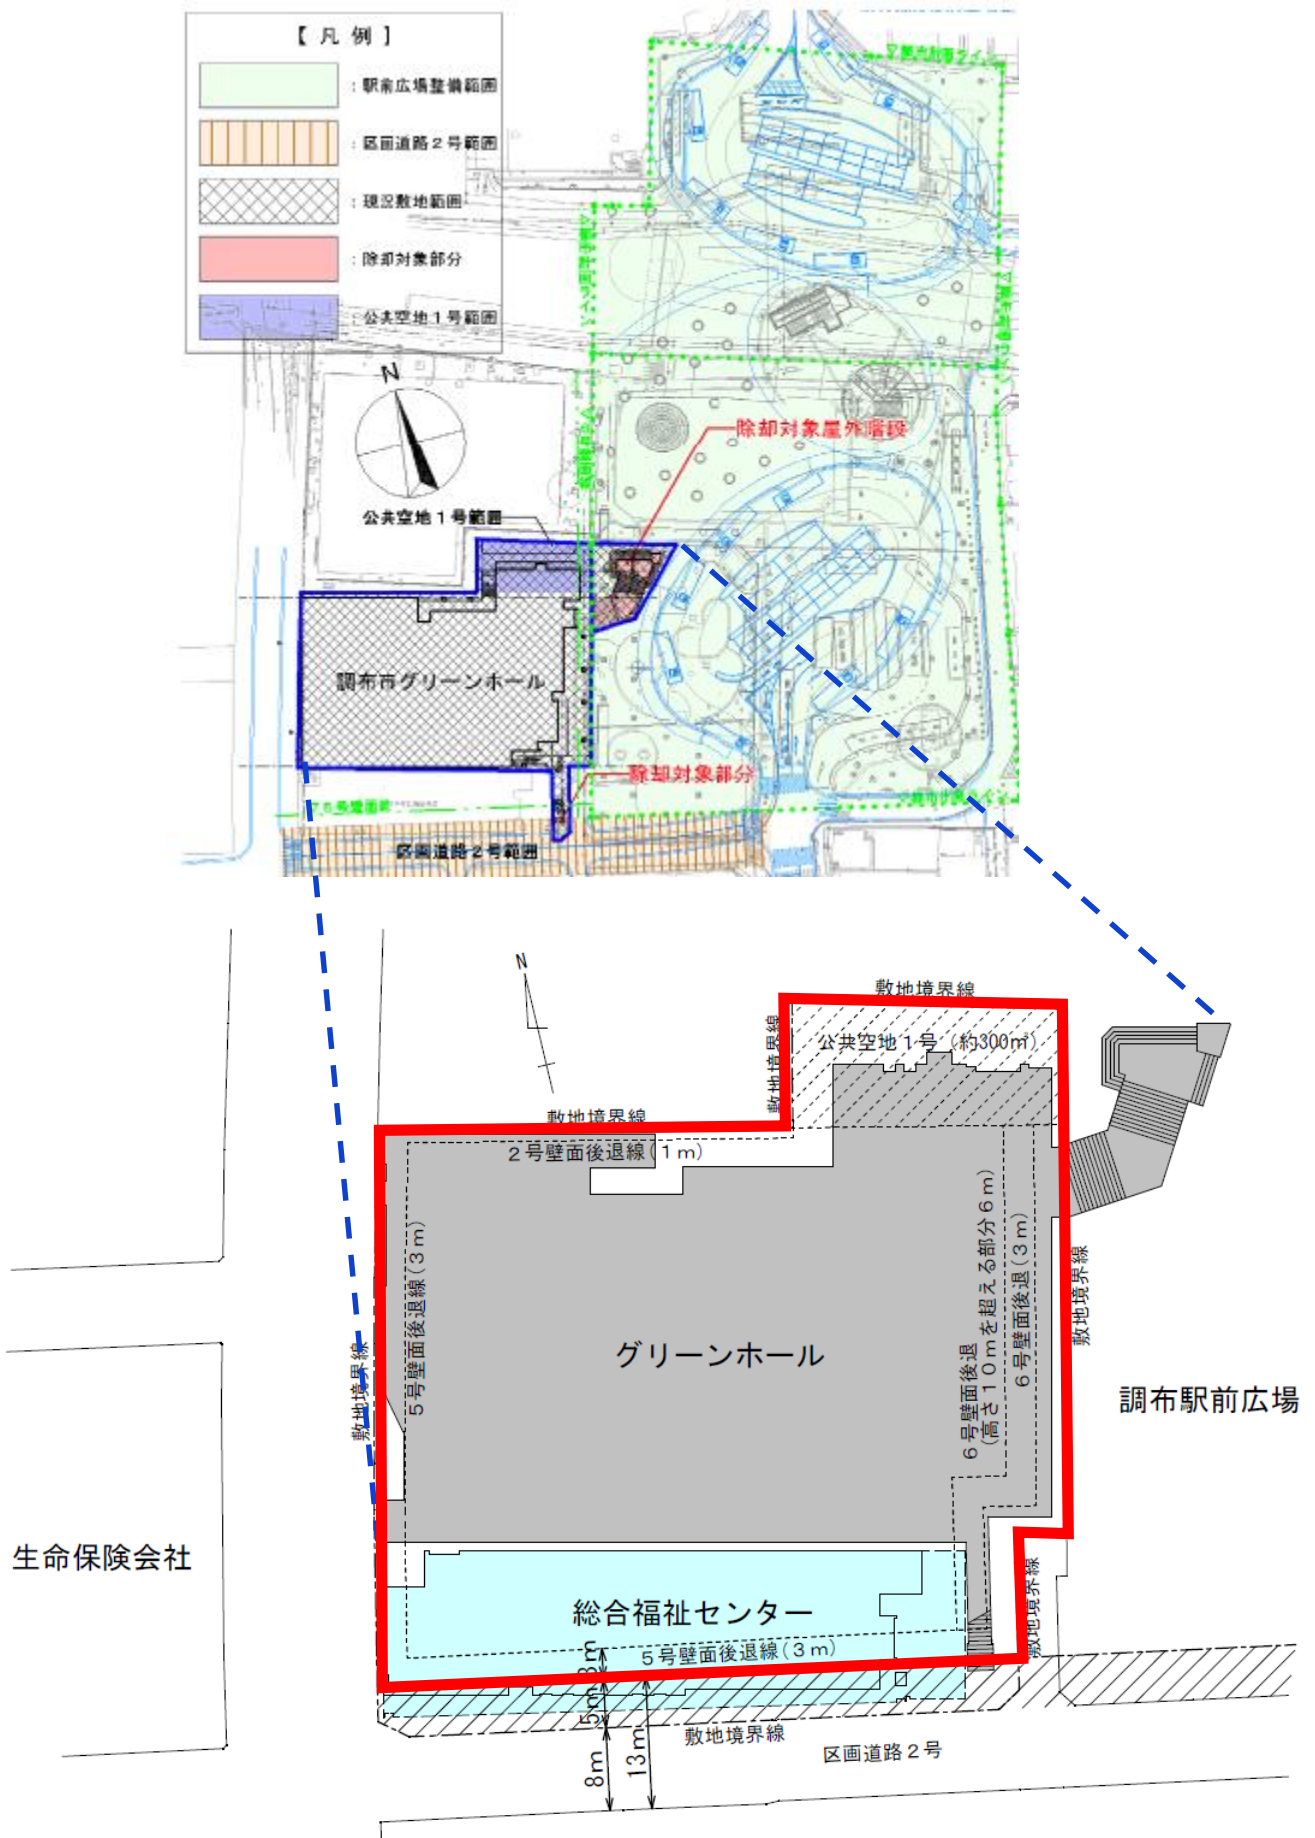 【 凡 例 】
：駅前広場整備範囲
：区画道路２号範囲
：現況敷地範囲
：除却対象部分
：公共空地１号範囲
N
除却対象屋外階段
公共空地１号範囲
調布市グリーンホール
除却対象部分
区画道路２号範囲
N
敷地境界線
敷地境界線
公共空地１号（約300㎡）
敷地境界線
２号壁面後退線（１ｍ）
５号壁面後退線（３ｍ）
６号壁面後退
（高さ１０ｍを超える部分６ｍ）
６号壁面後退（３ｍ）
敷地境界線
敷地境界線
グリーンホール
調布駅前広場
生命保険会社
総合福祉センター
敷地境界線
５号壁面後退線（３ｍ）
3m
5m
8m
13m
敷地境界線
区画道路２号